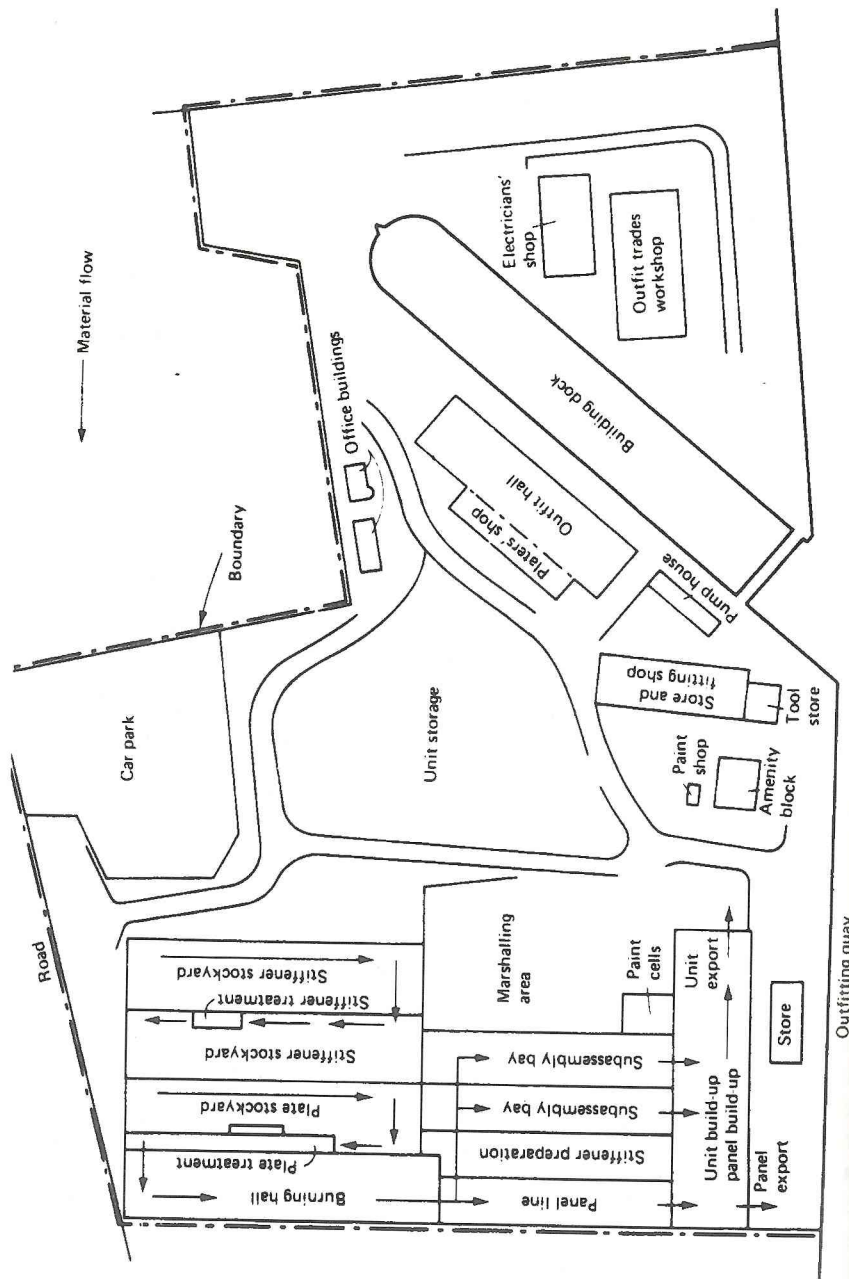 Material flow
Boundary
Road
Car park
Office buildings
Unit storage
Electricians'
shop
Outfit trades
workshop
Building dock
Outfit hall
Platers' shop
Pump house
Store and
fitting shop
Tool
store
Paint
shop
Amenity
block
Stiffener stockyard
Stiffener treatment
Stiffener stockyard
Plate stockyard
Plate treatment
Burning hall
Marshalling
area
Paint
cells
Subassembly bay
Subassembly bay
Stiffener preparation
Panel line
Unit
export
Unit build-up
panel build-up
Panel
export
Store
Outfitting quay